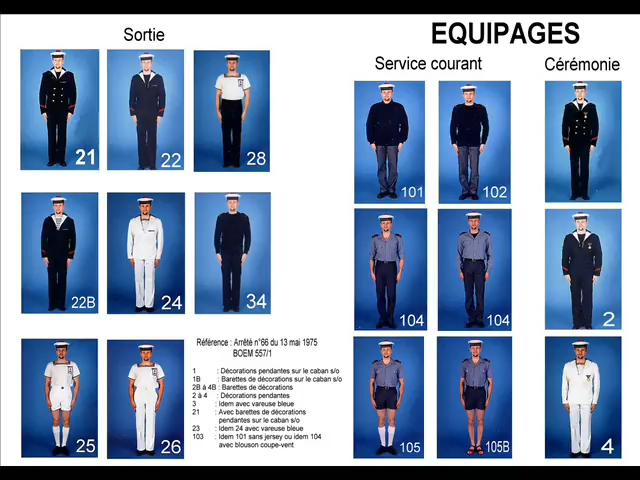 EQUIPAGES
Sortie
Service courant
Cérémonie
21
22
28
101
102
22B
24
34
104
104
2
Référence : Arrêté n°66 du 13 mai 1975
BOEM 557/1
1 : Décorations pendantes sur le caban s/o
1B : Barettes de décorations sur le caban s/o
2B à 4B : Barettes de décorations
2 à 4 : Décorations pendantes
3 : Idem avec vareuse bleue
21 : Avec barettes de décorations
pendantes sur le caban s/o
23 : Idem 24 avec vareuse bleue
103 : Idem 101 sans jersey ou idem 104
avec blouson coupe-vent
25
26
105
105B
4